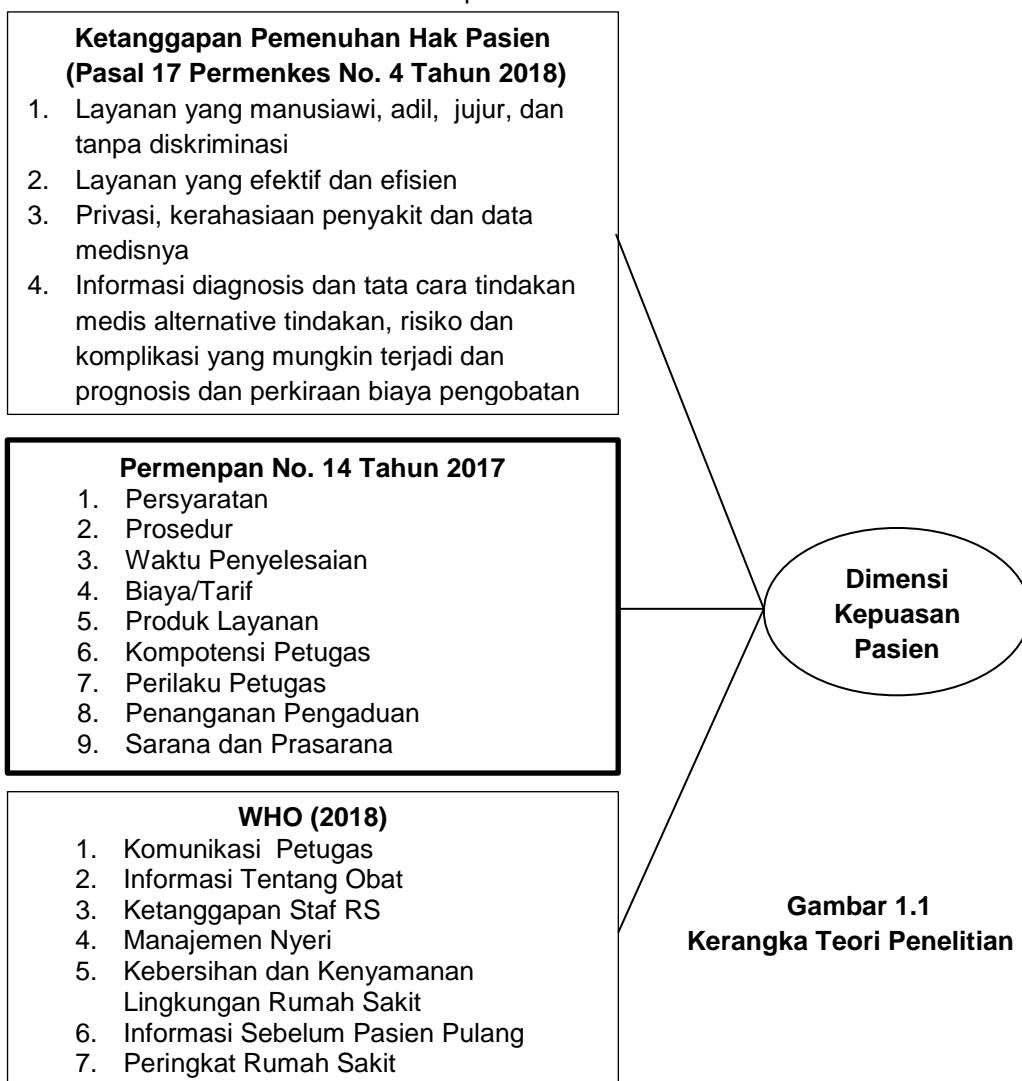 Ketanggapan Pemenuhan Hak Pasien
(Pasal 17 Permenkes No. 4 Tahun 2018)
1. Layanan yang manusiawi, adil, jujur, dan
tanpa diskriminasi
2. Layanan yang efektif dan efisien
3. Privasi, kerahasiaan penyakit dan data
medisnya
4. Informasi diagnosis dan tata cara tindakan
medis alternative tindakan, risiko dan
komplikasi yang mungkin terjadi dan
prognosis dan perkiraan biaya pengobatan
Permenpan No. 14 Tahun 2017
1. Persyaratan
2. Prosedur
3. Waktu Penyelesaian
4. Biaya/Tarif
5. Produk Layanan
6. Kompotensi Petugas
7. Perilaku Petugas
8. Penanganan Pengaduan
9. Sarana dan Prasarana
WHO (2018)
1. Komunikasi Petugas
2. Informasi Tentang Obat
3. Ketanggapan Staf RS
4. Manajemen Nyeri
5. Kebersihan dan Kenyamanan
Lingkungan Rumah Sakit
6. Informasi Sebelum Pasien Pulang
7. Peringkat Rumah Sakit
Dimensi
Kepuasan
Pasien
Gambar 1.1
Kerangka Teori Penelitian